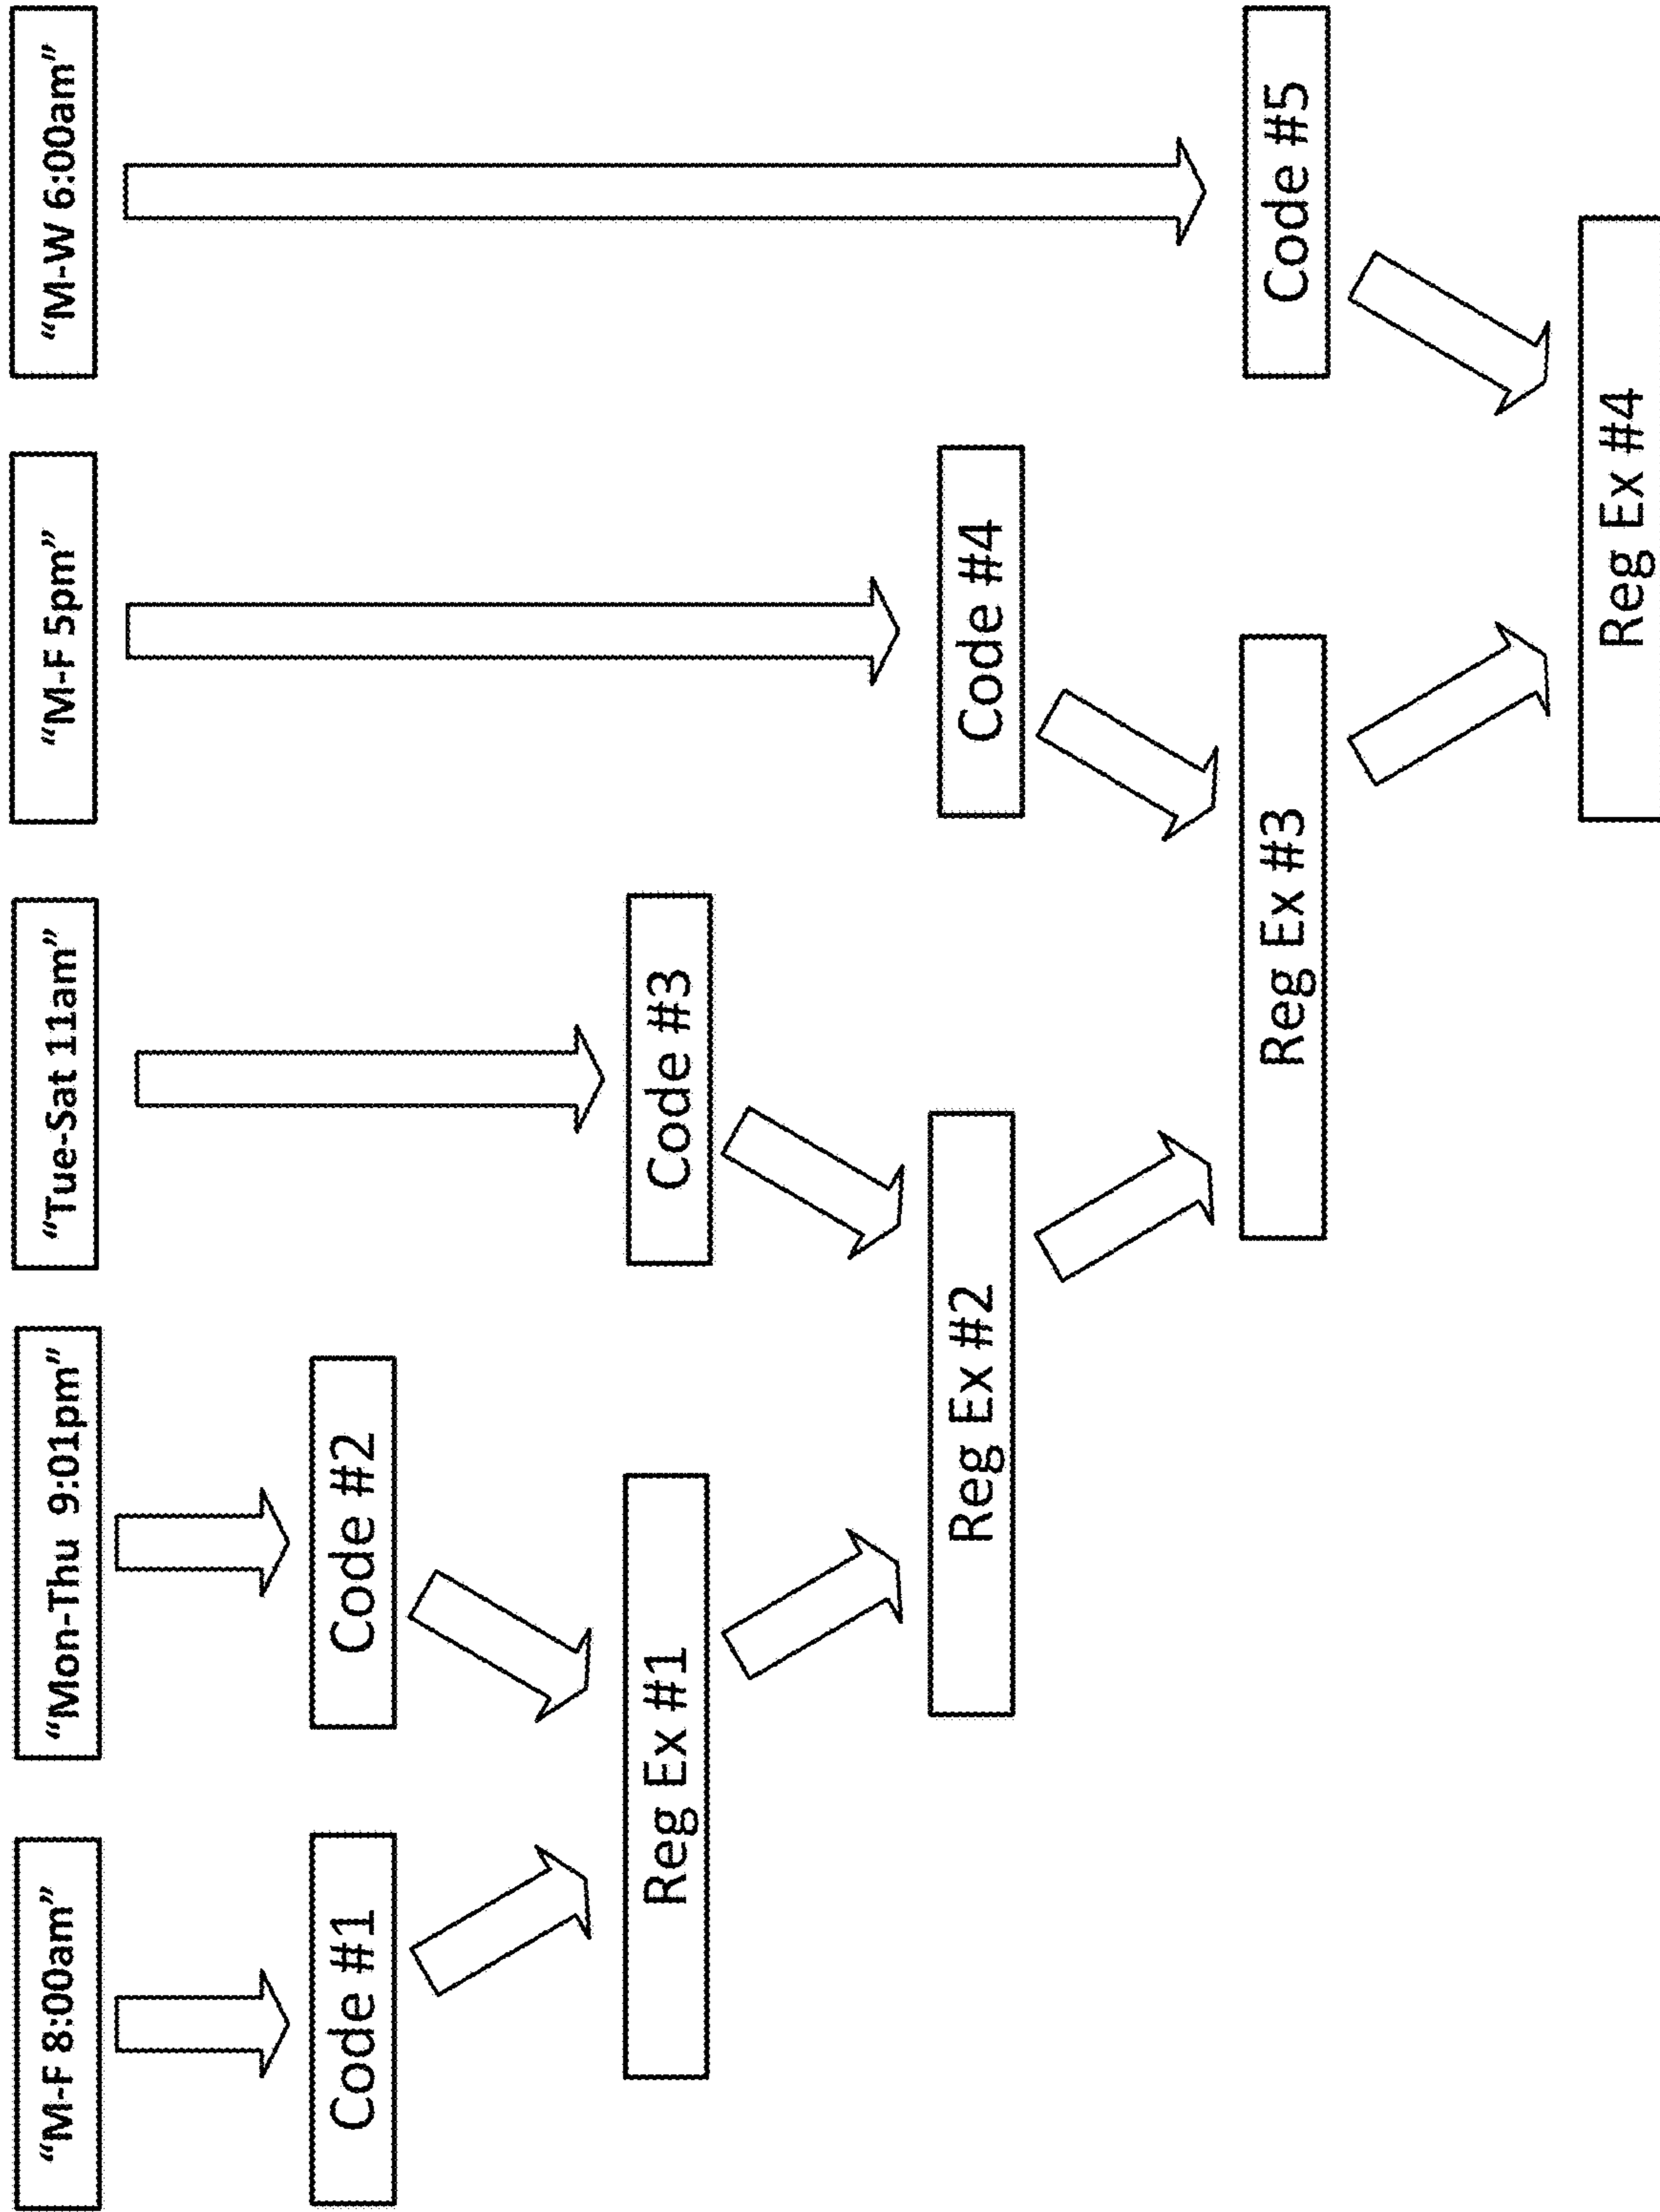 “M-F 8:00am”
“Mon-Thu 9:01pm”
“Tue-Sat 11am”
“M-F 5pm”
“M-W 6:00am”
Code #1
Code #2
Reg Ex #1
Code #3
Reg Ex #2
Code #4
Reg Ex #3
Code #5
Reg Ex #4